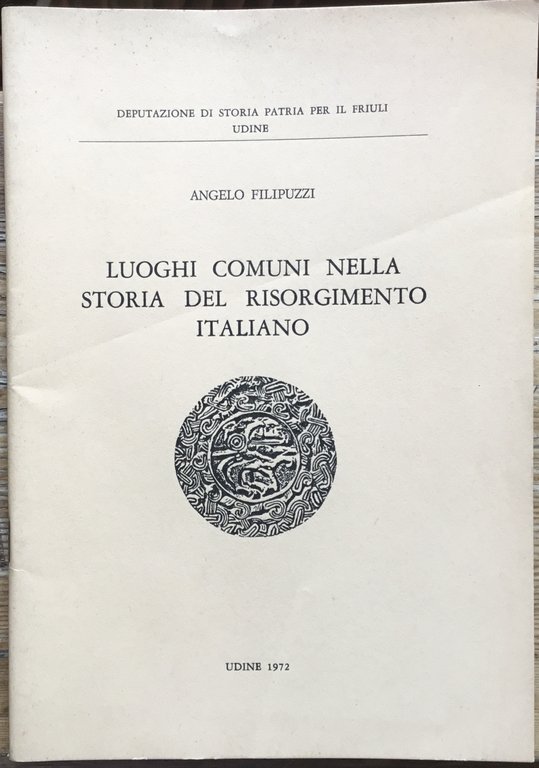 DEPUTAZIONE DI STORIA PATRIA PER IL FRIULI
UDINE
ANGELO FILIPUZZI
LUOGHI COMUNI NELLA
STORIA DEL RISORGIMENTO
ITALIANO
UDINE 1972